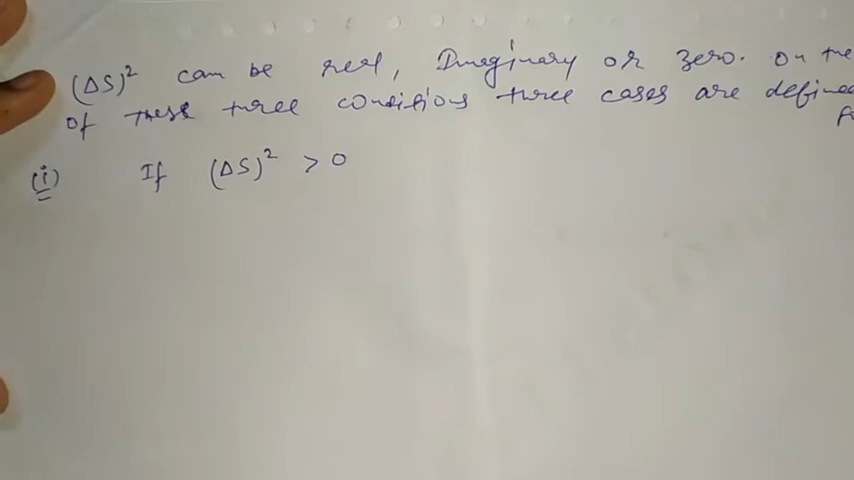 (ΔS)² can be real, Imaginary or zero. on the
of these three conditions three cases are define
(i) If (ΔS)² > 0